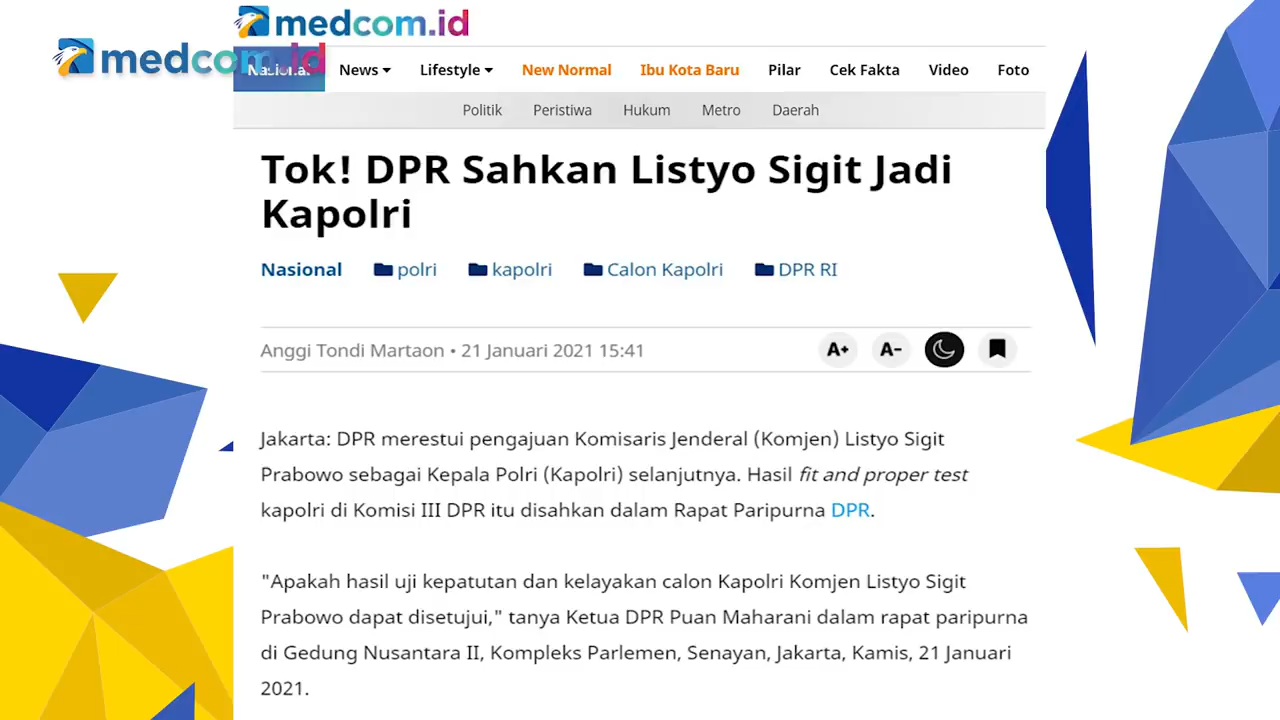 medcom.id
medcom.id
Nasional News Lifestyle New Normal Ibu Kota Baru Pilar Cek Fakta Video Foto
Politik Peristiwa Hukum Metro Daerah
Tok! DPR Sahkan Listyo Sigit Jadi
Kapolri
Nasional polri kapolri Calon Kapolri DPR RI
Anggi Tondi Martaon • 21 Januari 2021 15:41 A+ A-
Jakarta: DPR merestui pengajuan Komisaris Jenderal (Komjen) Listyo Sigit
Prabowo sebagai Kepala Polri (Kapolri) selanjutnya. Hasil fit and proper test
kapolri di Komisi III DPR itu disahkan dalam Rapat Paripurna DPR.
"Apakah hasil uji kepatutan dan kelayakan calon Kapolri Komjen Listyo Sigit
Prabowo dapat disetujui," tanya Ketua DPR Puan Maharani dalam rapat paripurna
di Gedung Nusantara II, Kompleks Parlemen, Senayan, Jakarta, Kamis, 21 Januari
2021.